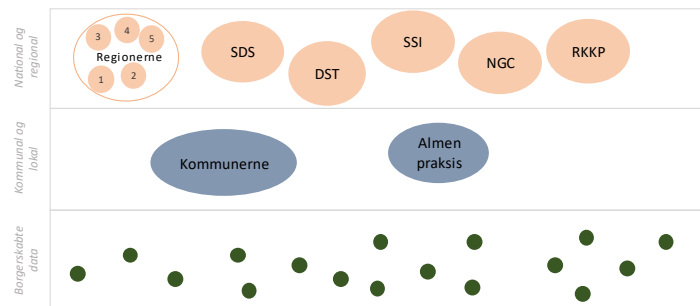 National og
regional
3
4
5
Regionerne
1
2
SDS
DST
SSI
NGC
RKKP
Kommunal og
lokal
Kommunerne
Almen
praksis
Borgerskabte
data